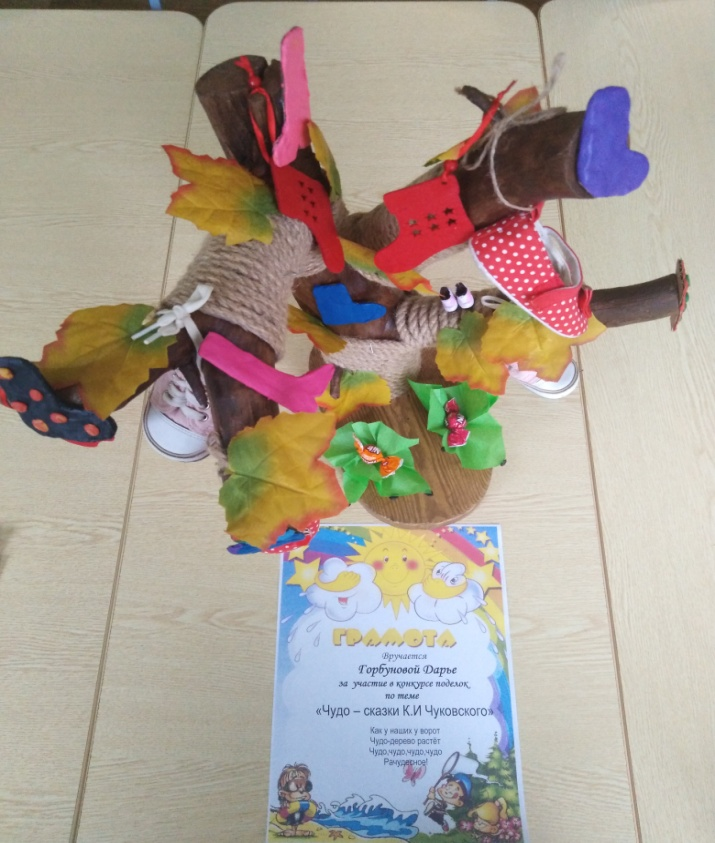 ГРАМОТА
Вручается
Горбуновой Дарье
за участие в конкурсе поделок
по теме
«Чудо – сказки К.И Чуковского»
Как у наших у ворот
Чудо-дерево растёт
Чудо,чудо,чудо,чудо
Рачудесное!